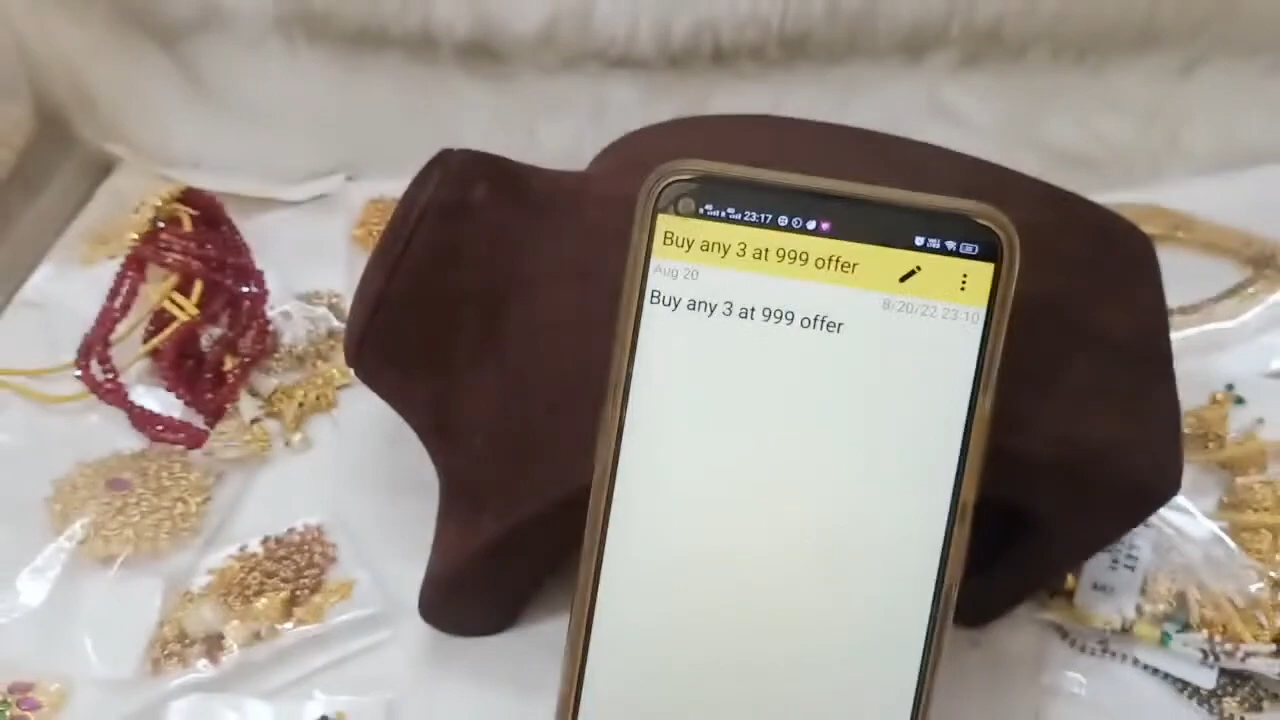 23:17
Buy any 3 at 999 offer
Aug 20
8/20/22 23:10
Buy any 3 at 999 offer